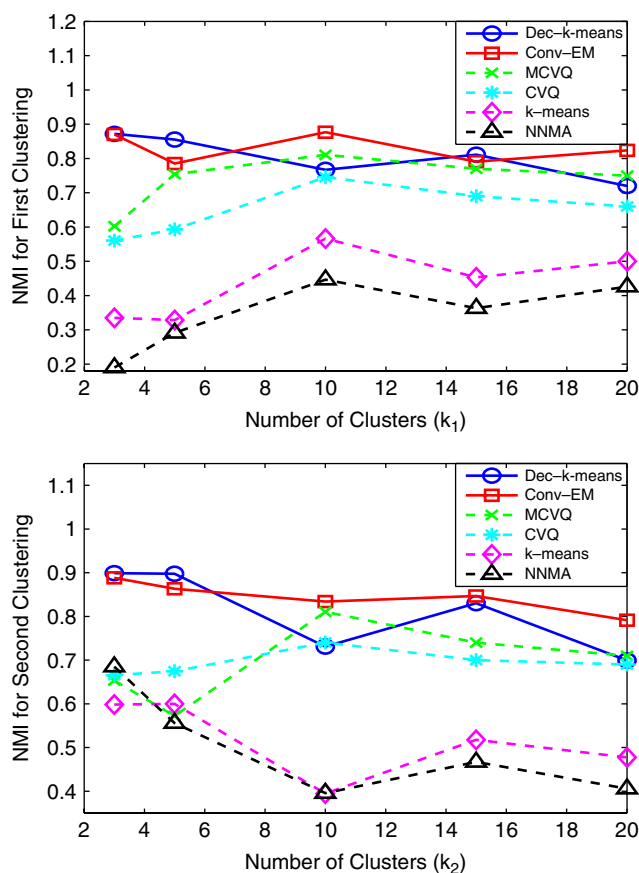 1.2
1.1
1
0.9
0.8
0.7
0.6
0.5
0.4
0.3
0.2
NMI for First Clustering
Dec–k–means
Conv–EM
MCVQ
CVQ
k–means
NNMA
2 4 6 8 10 12 14 16 18 20
Number of Clusters (k₁)
1.1
1
0.9
0.8
0.7
0.6
0.5
0.4
NMI for Second Clustering
Dec–k-means
Conv–EM
MCVQ
CVQ
k–means
NNMA
2 4 6 8 10 12 14 16 18 20
Number of Clusters (k₂)